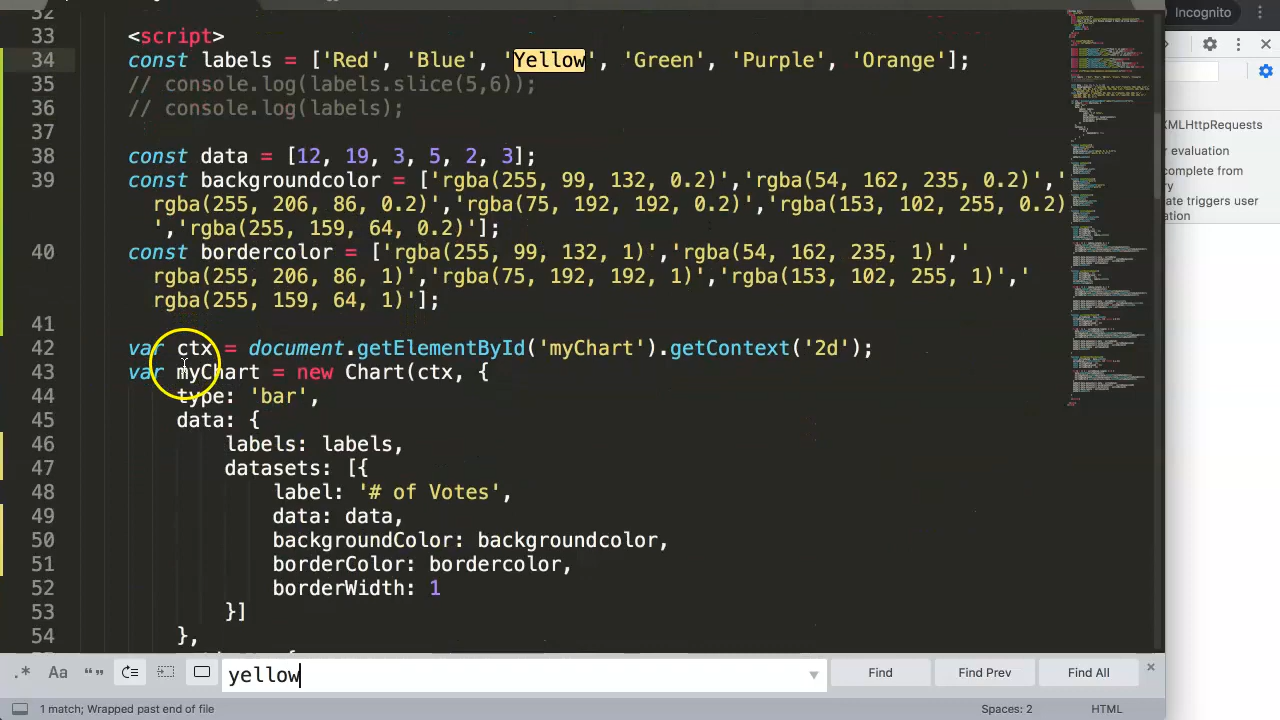 32
Incognito
33 <script>
34 const labels = ['Red', 'Blue', 'Yellow', 'Green', 'Purple', 'Orange'];
35 // console.log(labels.slice(5,6));
36 // console.log(labels);
37
38 const data = [12, 19, 3, 5, 2, 3];
39 const backgroundcolor = ['rgba(255, 99, 132, 0.2)','rgba(54, 162, 235, 0.2)','
rgba(255, 206, 86, 0.2)','rgba(75, 192, 192, 0.2)','rgba(153, 102, 255, 0.2)
','rgba(255, 159, 64, 0.2)'];
40 const bordercolor = ['rgba(255, 99, 132, 1)','rgba(54, 162, 235, 1)','
rgba(255, 206, 86, 1)','rgba(75, 192, 192, 1)','rgba(153, 102, 255, 1)','
rgba(255, 159, 64, 1)'];
41
42 var ctx = document.getElementById('myChart').getContext('2d');
43 var myChart = new Chart(ctx, {
44 type: 'bar',
45 data: {
46 labels: labels,
47 datasets: [{
48 label: '# of Votes',
49 data: data,
50 backgroundColor: backgroundcolor,
51 borderColor: bordercolor,
52 borderWidth: 1
53 }]
54 },
XMLHttpRequests
r evaluation
complete from
ry
ate triggers user
ation
.* Aa “” yellow Find Find Prev Find All
1 match; Wrapped past end of file Spaces: 2 HTML